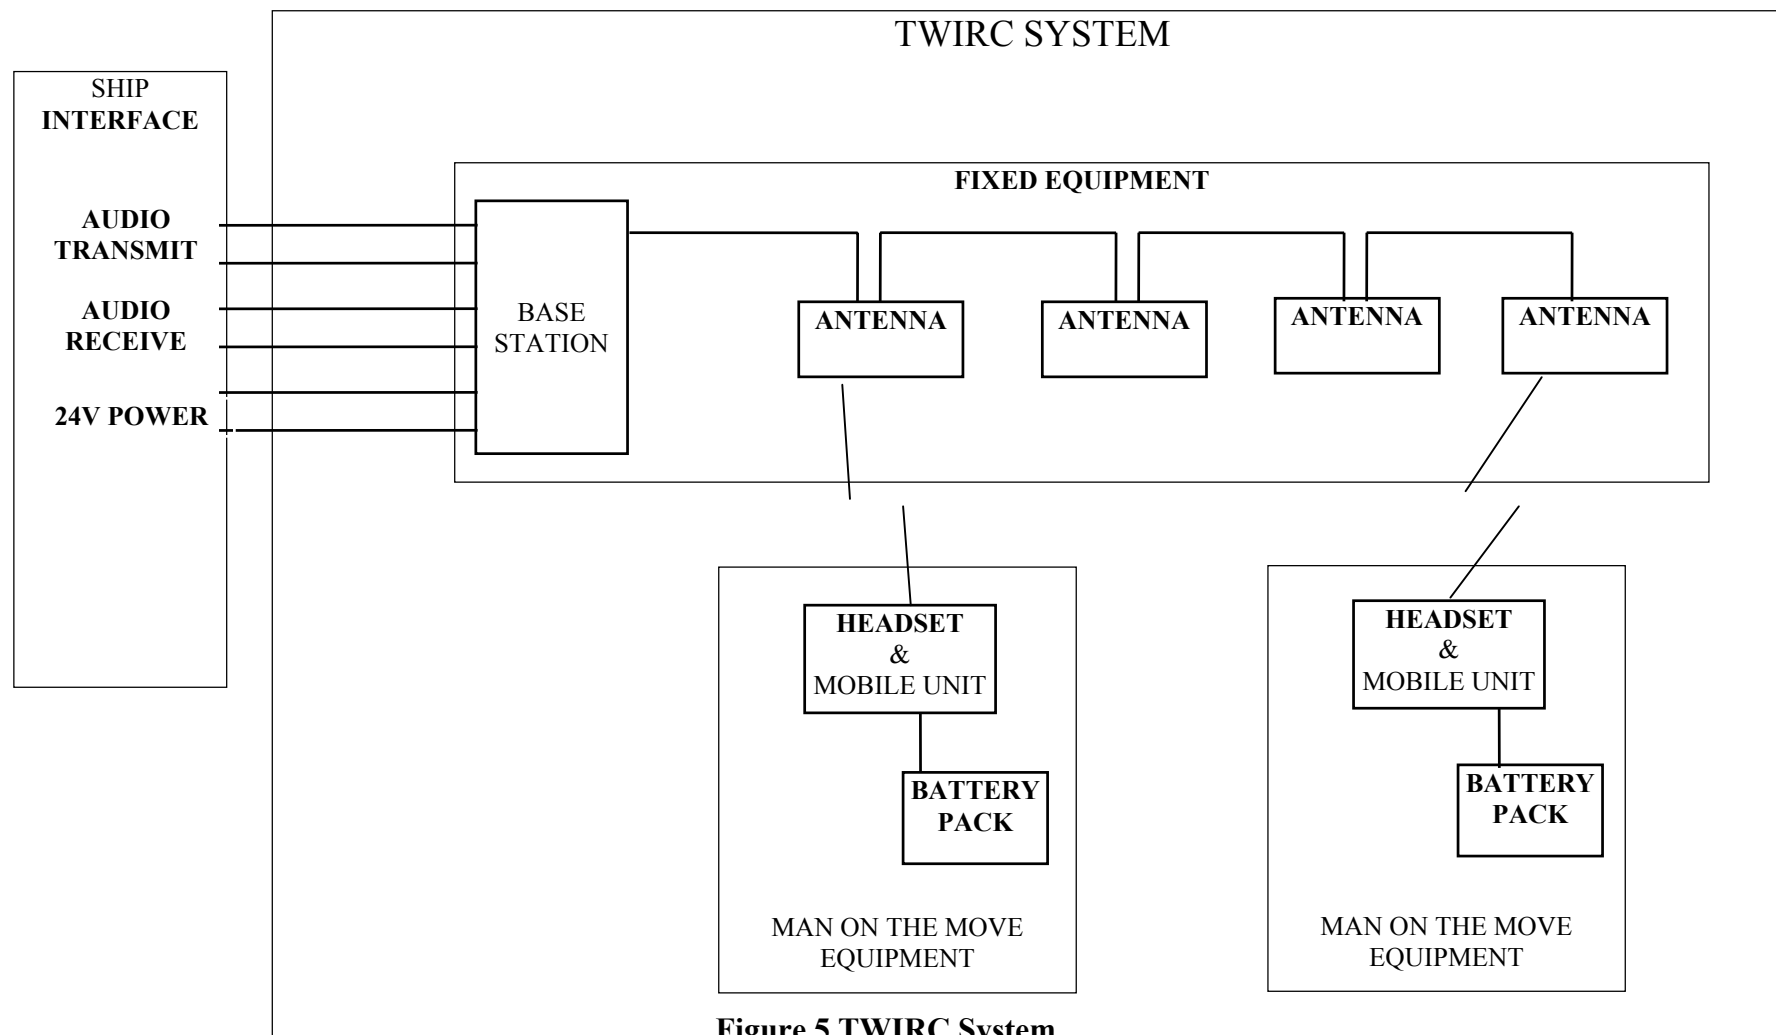 TWIRC SYSTEM
SHIP
INTERFACE
AUDIO
TRANSMIT
AUDIO
RECEIVE
24V POWER
FIXED EQUIPMENT
BASE
STATION
ANTENNA
ANTENNA
ANTENNA
ANTENNA
HEADSET
&
MOBILE UNIT
BATTERY
PACK
MAN ON THE MOVE
EQUIPMENT
HEADSET
&
MOBILE UNIT
BATTERY
PACK
MAN ON THE MOVE
EQUIPMENT
Figure 5 TWIRC System